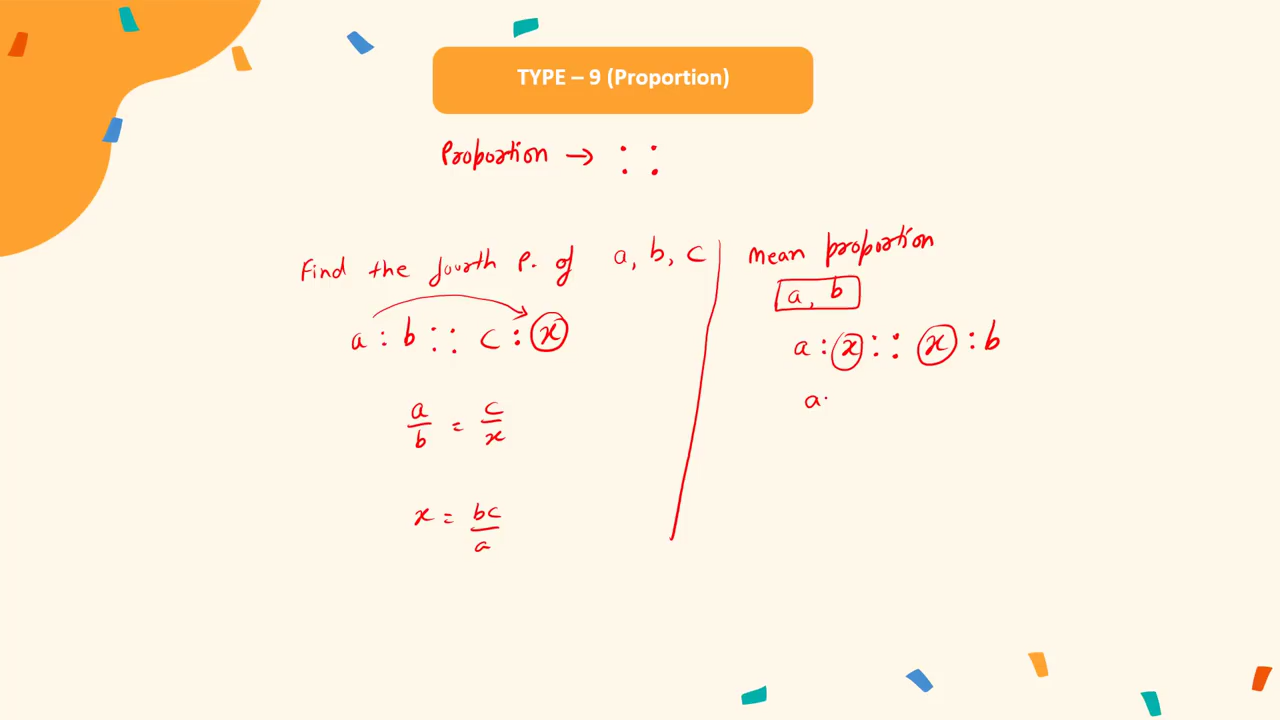 TYPE – 9 (Proportion)
Proportion → : :
Find the fourth P. of a, b, c
a : b : : c : x
a/b = c/x
x = bc/a
Mean proportion
a, b
a : x : : x : b
a·